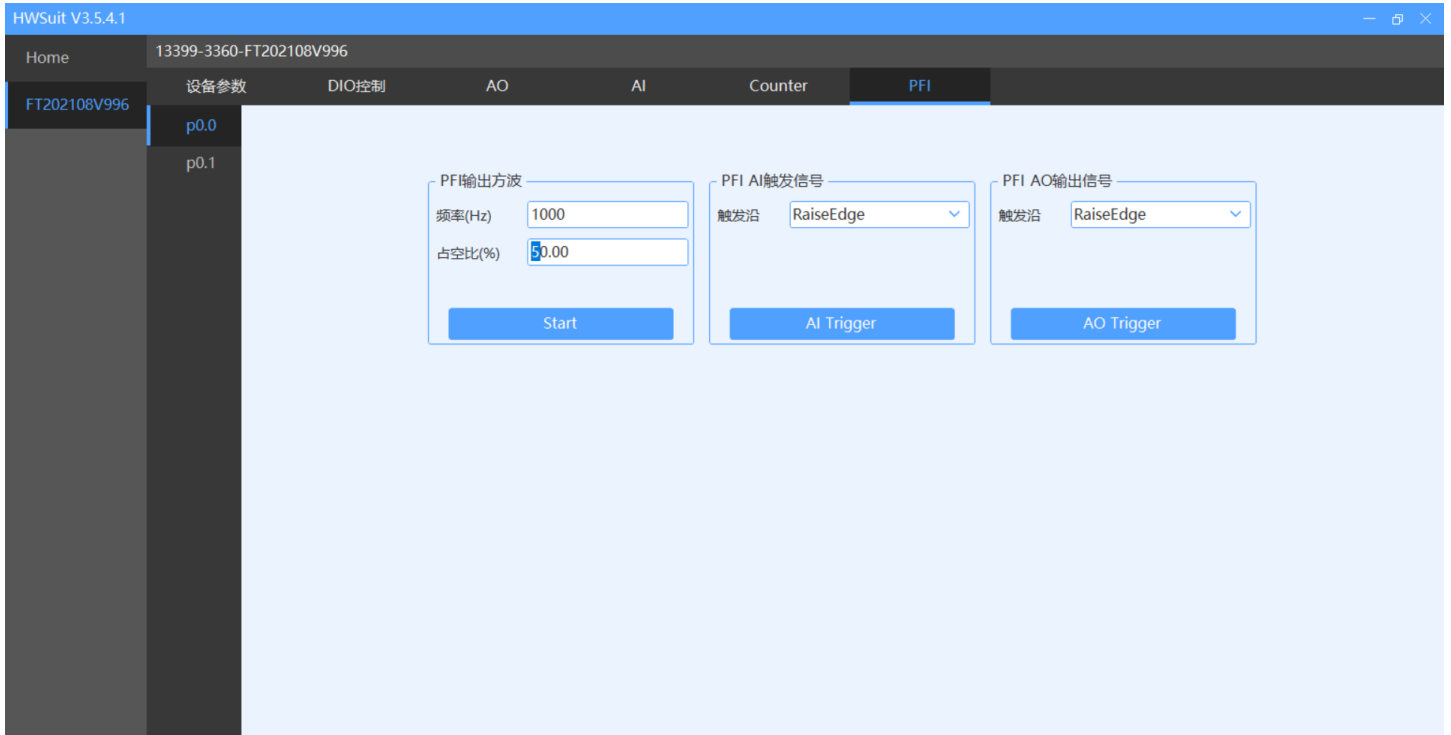 HWSuit V3.5.4.1
Home
FT202108V996
13399-3360-FT202108V996
设备参数 DIO控制 AO AI Counter PFI
p0.0
p0.1
PFI输出方波
频率(Hz) 1000
占空比(%) 50.00
Start
PFI AI触发信号
触发沿 RaiseEdge
AI Trigger
PFI AO输出信号
触发沿 RaiseEdge
AO Trigger